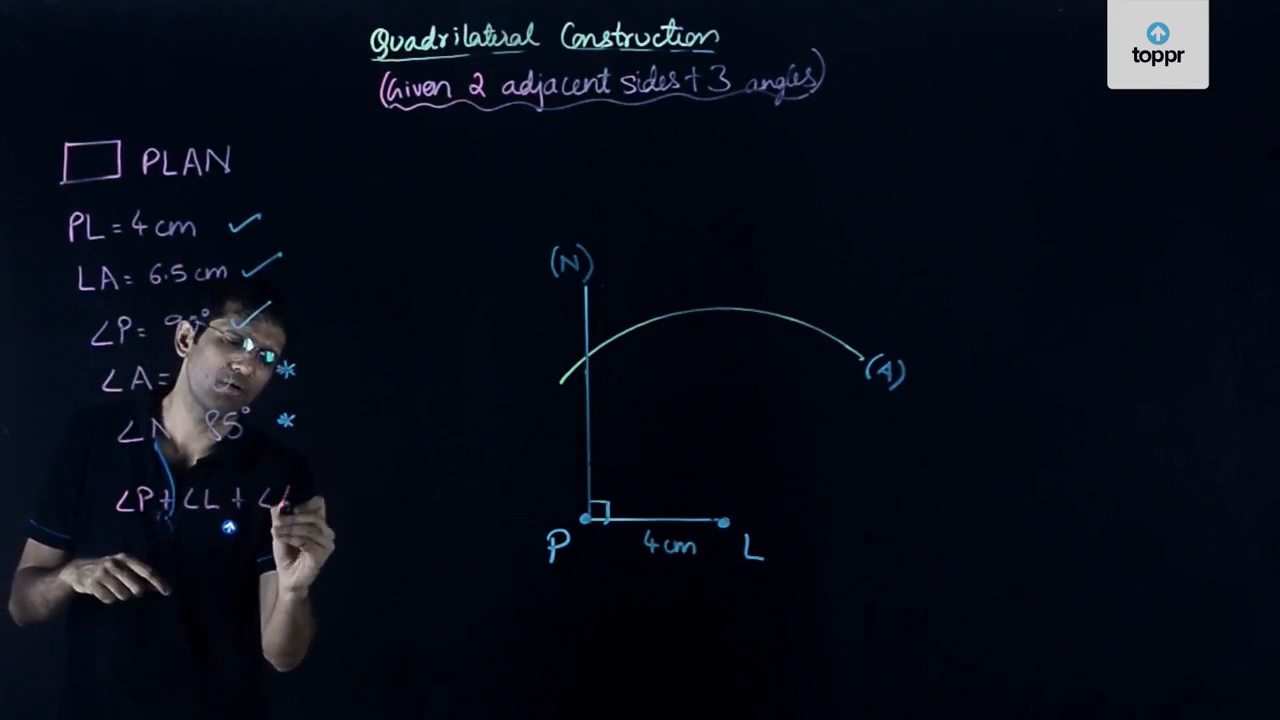 Quadrilateral Construction
(Given 2 adjacent sides + 3 angles)
toppr
PLAN
PL = 4 cm ✓
LA = 6.5 cm ✓
∠P = ✓
∠A = *
∠N 85° *
∠P + ∠L + ∠
(N)
(A)
P 4 cm L